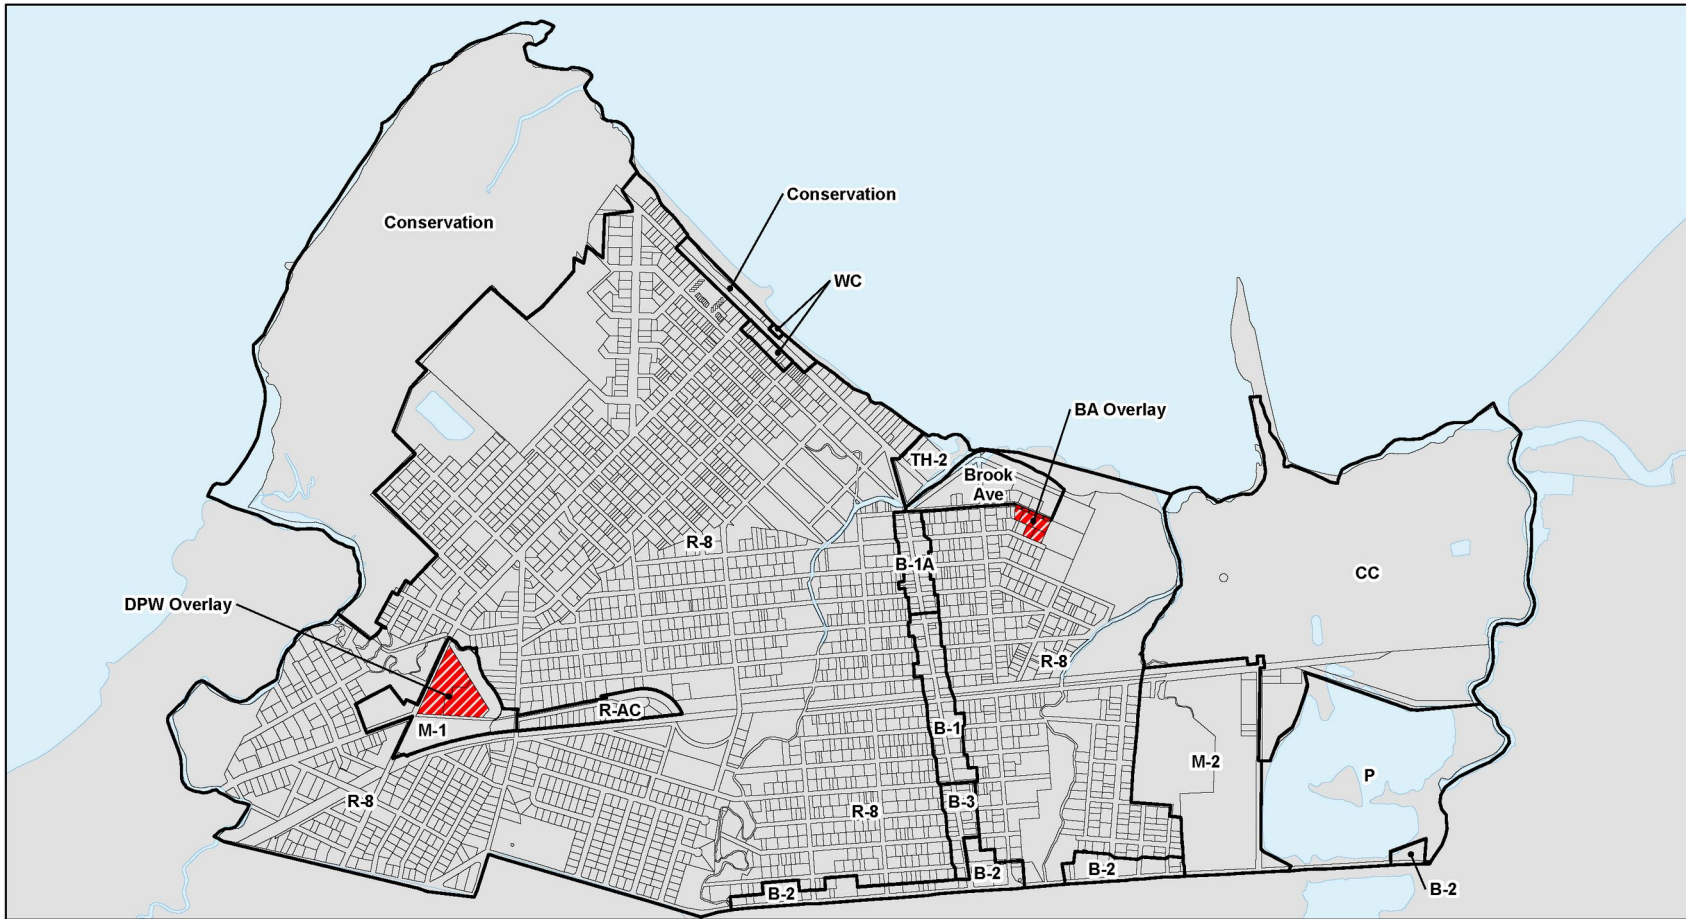 Conservation
Conservation
WC
BA Overlay
TH-2
Brook
Ave
R-8
B-1A
CC
DPW Overlay
R-8
R-AC
M-1
B-1
M-2
P
R-8
R-8
B-3
B-2
B-2
B-2
B-2